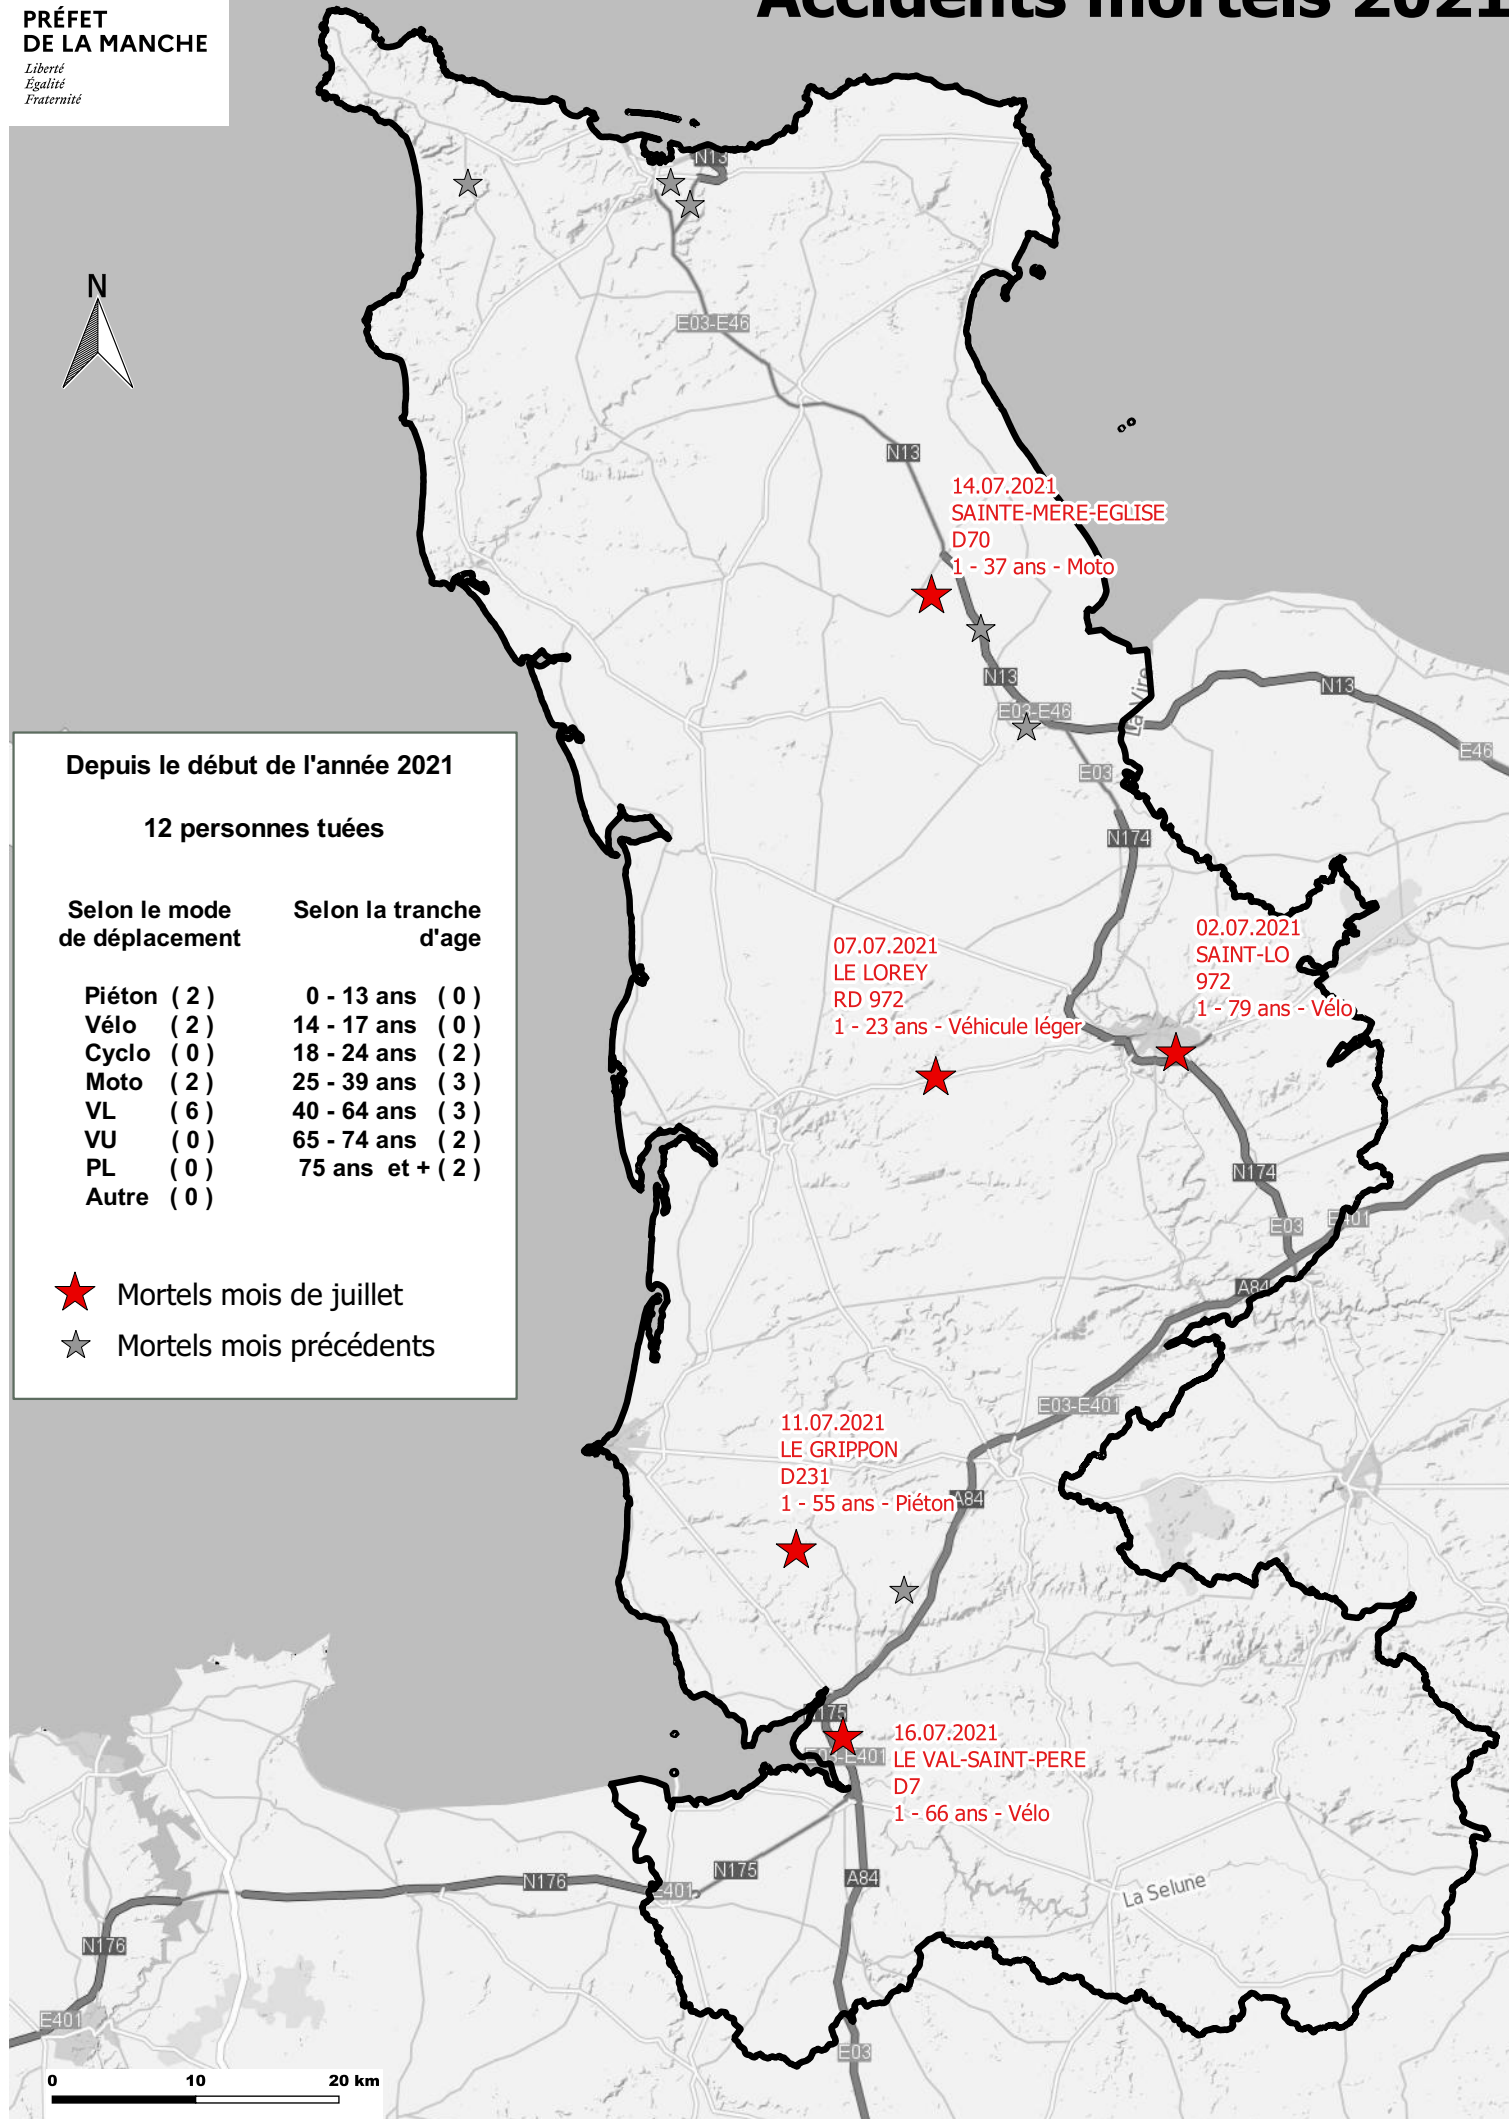 PRÉFET
DE LA MANCHE
Liberté
Égalité
Fraternité
Accidents mortels 2021
N
N13
E03-E46
N13
14.07.2021
SAINTE-MERE-EGLISE
D70
1 - 37 ans - Moto
N13
E03-E46
La Vire
N13
E46
E03
N174
Depuis le début de l'année 2021
12 personnes tuées
Selon le mode
de déplacement
Selon la tranche
d'age
Piéton ( 2 )
Vélo ( 2 )
Cyclo ( 0 )
Moto ( 2 )
VL ( 6 )
VU ( 0 )
PL ( 0 )
Autre ( 0 )
0 - 13 ans ( 0 )
14 - 17 ans ( 0 )
18 - 24 ans ( 2 )
25 - 39 ans ( 3 )
40 - 64 ans ( 3 )
65 - 74 ans ( 2 )
75 ans et + ( 2 )
Mortels mois de juillet
Mortels mois précédents
07.07.2021
LE LOREY
RD 972
1 - 23 ans - Véhicule léger
02.07.2021
SAINT-LO
972
1 - 79 ans - Vélo
N174
E03
E401
A84
E03-E401
11.07.2021
LE GRIPPON
D231
1 - 55 ans - Piéton
A84
N175
E03-E401
16.07.2021
LE VAL-SAINT-PERE
D7
1 - 66 ans - Vélo
N176
E401
N175
A84
La Selune
N176
E401
E03
0 10 20 km